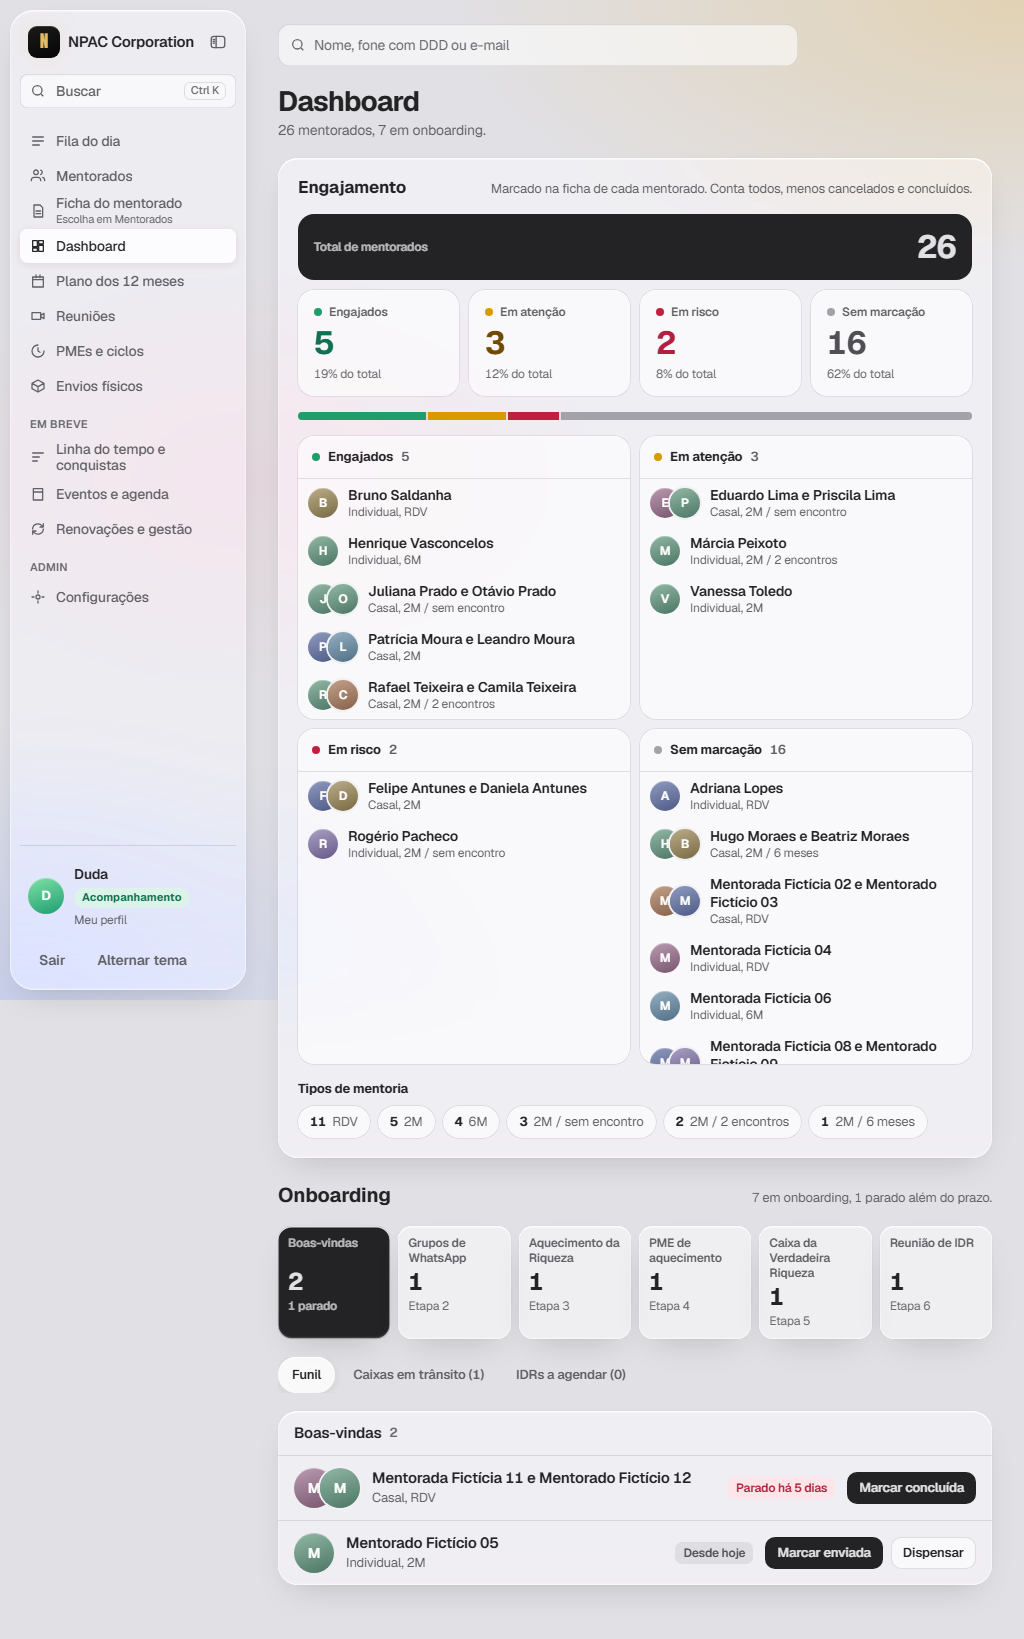 N
NPAC Corporation
Buscar
Ctrl K
Fila do dia
Mentorados
Ficha do mentorado
Escolha em Mentorados
Dashboard
Plano dos 12 meses
Reuniões
PMEs e ciclos
Envios físicos
EM BREVE
Linha do tempo e
conquistas
Eventos e agenda
Renovações e gestão
ADMIN
Configurações
D
Duda
Acompanhamento
Meu perfil
Sair
Alternar tema
Nome, fone com DDD ou e-mail
Dashboard
26 mentorados, 7 em onboarding.
Engajamento
Marcado na ficha de cada mentorado. Conta todos, menos cancelados e concluídos.
Total de mentorados
26
Engajados
5
19% do total
Em atenção
3
12% do total
Em risco
2
8% do total
Sem marcação
16
62% do total
Engajados 5
B
Bruno Saldanha
Individual, RDV
H
Henrique Vasconcelos
Individual, 6M
J O
Juliana Prado e Otávio Prado
Casal, 2M / sem encontro
P L
Patrícia Moura e Leandro Moura
Casal, 2M
R C
Rafael Teixeira e Camila Teixeira
Casal, 2M / 2 encontros
Em atenção 3
E P
Eduardo Lima e Priscila Lima
Casal, 2M / sem encontro
M
Márcia Peixoto
Individual, 2M / 2 encontros
V
Vanessa Toledo
Individual, 2M
Em risco 2
F D
Felipe Antunes e Daniela Antunes
Casal, 2M
R
Rogério Pacheco
Individual, 2M / sem encontro
Sem marcação 16
A
Adriana Lopes
Individual, RDV
H B
Hugo Moraes e Beatriz Moraes
Casal, 2M / 6 meses
M M
Mentorada Fictícia 02 e Mentorado
Fictício 03
Casal, RDV
M
Mentorada Fictícia 04
Individual, RDV
M
Mentorada Fictícia 06
Individual, 6M
M M
Mentorada Fictícia 08 e Mentorado
Fictício 09
Tipos de mentoria
11 RDV
5 2M
4 6M
3 2M / sem encontro
2 2M / 2 encontros
1 2M / 6 meses
Onboarding
7 em onboarding, 1 parado além do prazo.
Boas-vindas
2
1 parado
Grupos de
WhatsApp
1
Etapa 2
Aquecimento da
Riqueza
1
Etapa 3
PME de
aquecimento
1
Etapa 4
Caixa da
Verdadeira
Riqueza
1
Etapa 5
Reunião de IDR
1
Etapa 6
Funil
Caixas em trânsito (1)
IDRs a agendar (0)
Boas-vindas 2
M M
Mentorada Fictícia 11 e Mentorado Fictício 12
Casal, RDV
Parado há 5 dias
Marcar concluída
M
Mentorado Fictício 05
Individual, 2M
Desde hoje
Marcar enviada
Dispensar